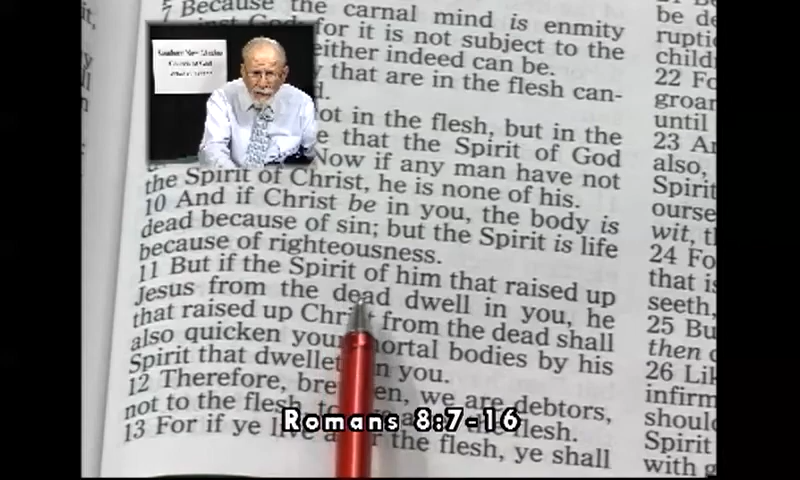 7 Because the carnal mind is enmity
for it is not subject to the
either indeed can be.
that are in the flesh can-
in the flesh, but in the
that the Spirit of God
Now if any man have not
the Spirit of Christ, he is none of his.
10 And if Christ be in you, the body is
dead because of sin; but the Spirit is life
because of righteousness.
11 But if the Spirit of him that raised up
Jesus from the dead dwell in you, he
that raised up Christ from the dead shall
also quicken your mortal bodies by his
Spirit that dwelleth in you.
12 Therefore, brethren, we are debtors,
not to the flesh, the flesh.
13 For if ye live after the flesh, ye shall
Romans 8:7-16
be de
rupti
child
22 Fo
groar
until
23 An
also,
Spirit
ourse
wit, t
24 Fo
that is
seeth,
25 Bu
then
26 Lik
infirm
should
Spirit
with g